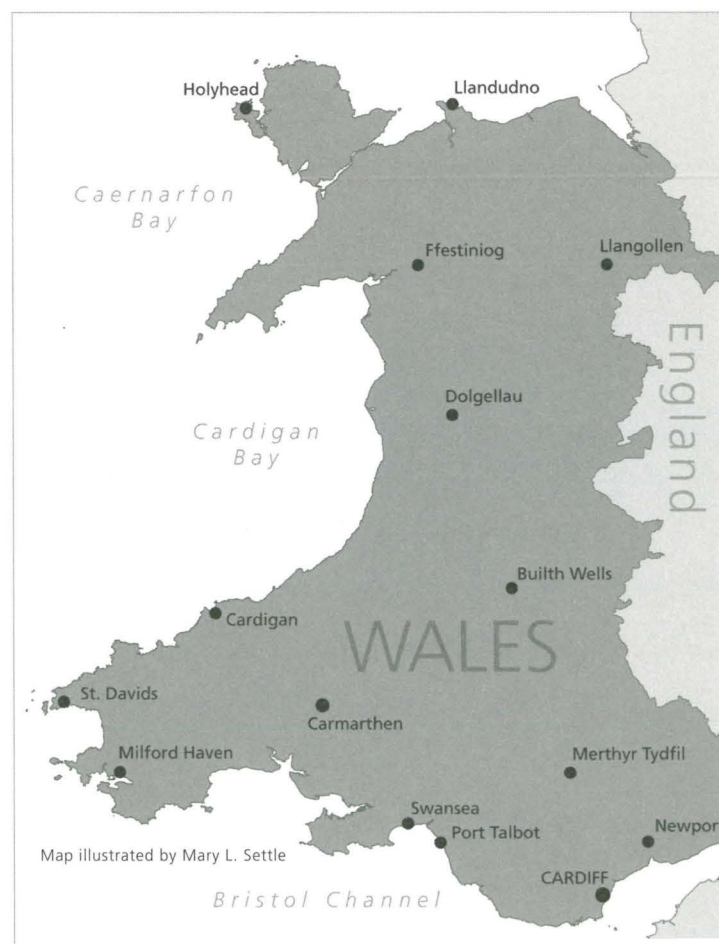 Holyhead
Llandudno
Caernarfon
Bay
Ffestiniog
Llangollen
England
Dolgellau
Cardigan
Bay
Builth Wells
Cardigan
WALES
St. Davids
Carmarthen
Milford Haven
Merthyr Tydfil
Swansea
Port Talbot
Newpor
Map illustrated by Mary L. Settle
CARDIFF
Bristol Channel